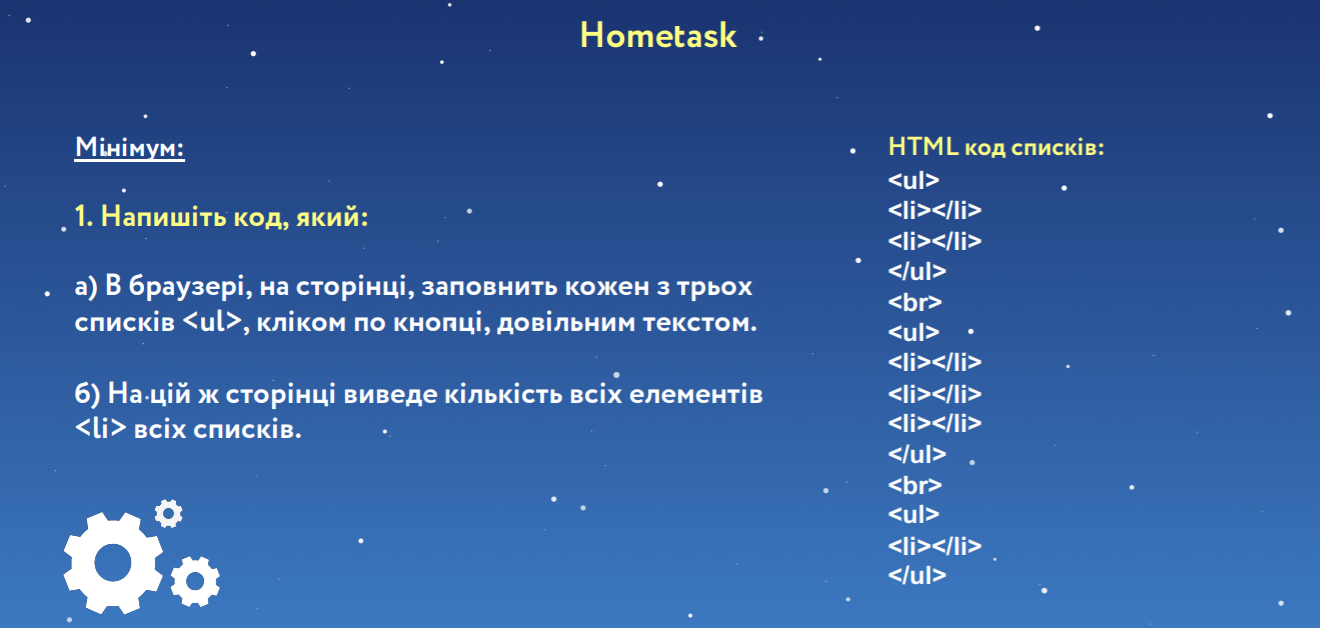 Hometask
Мінімум:
1. Напишіть код, який:
а) В браузері, на сторінці, заповнить кожен з трьох
списків <ul>, кліком по кнопці, довільним текстом.
б) На цій ж сторінці виведе кількість всіх елементів
<li> всіх списків.
HTML код списків:
<ul>
<li></li>
<li></li>
</ul>
<br>
<ul>
<li></li>
<li></li>
<li></li>
</ul>
<br>
<ul>
<li></li>
</ul>